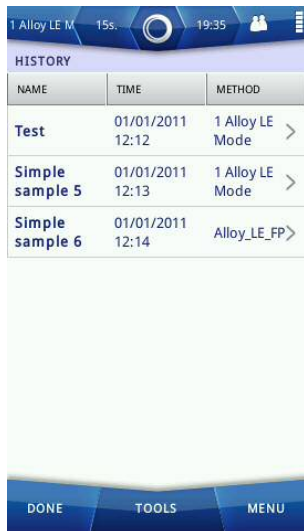 1 Alloy LE M 15s. 19:35
HISTORY
NAME TIME METHOD
Test 01/01/2011 12:12 1 Alloy LE Mode
Simple sample 5 01/01/2011 12:13 1 Alloy LE Mode
Simple sample 6 01/01/2011 12:14 Alloy_LE_FP
DONE TOOLS MENU